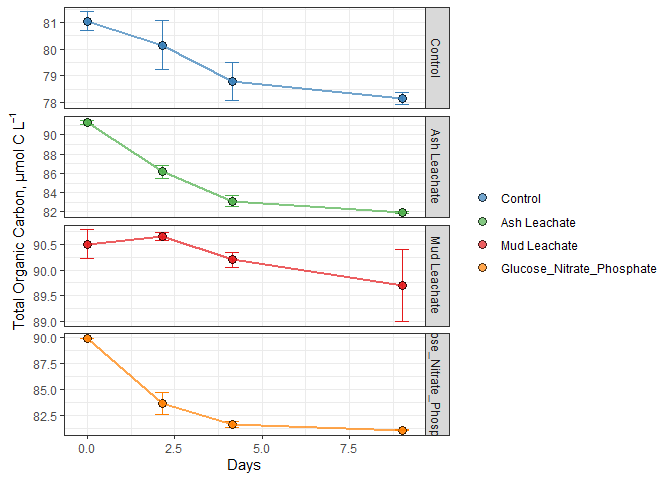 Total Organic Carbon, µmol C L⁻¹
81
80
79
78
Control
90
88
86
84
82
Ash Leachate
90.5
90.0
89.5
89.0
Mud Leachate
90.0
87.5
85.0
82.5
ose_Nitrate_Phosp
0.0 2.5 5.0 7.5
Days
Control
Ash Leachate
Mud Leachate
Glucose_Nitrate_Phosphate